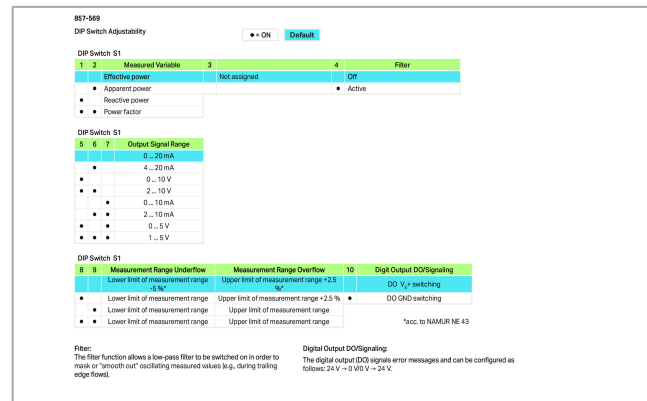 857-569
DIP Switch Adjustability
● = ON Default
DIP Switch S1
1 2 Measured Variable 3 4 Filter
Effective power Not assigned Off
● Apparent power ● Active
● Reactive power
● ● Power factor
DIP Switch S1
5 6 7 Output Signal Range
0 ... 20 mA
● 4 ... 20 mA
● 0 ... 10 V
● ● 2 ... 10 V
● 0 ... 10 mA
● ● 2 ... 10 mA
● ● 0 ... 5 V
● ● ● 1 ... 5 V
DIP Switch S1
8 9 Measurement Range Underflow Measurement Range Overflow 10 Digit Output DO/Signaling
Lower limit of measurement range -5 %* Upper limit of measurement range +2.5 %* DO Vs+ switching
● Lower limit of measurement range Upper limit of measurement range +2.5 % ● DO GND switching
● Lower limit of measurement range Upper limit of measurement range
● ● Lower limit of measurement range Upper limit of measurement range *acc. to NAMUR NE 43
Filter:
The filter function allows a low-pass filter to be switched on in order to
mask or "smooth out" oscillating measured values (e.g., during trailing
edge flows).
Digital Output DO/Signaling:
The digital output (DO) signals error messages and can be configured as
follows: 24 V → 0 V/0 V → 24 V.